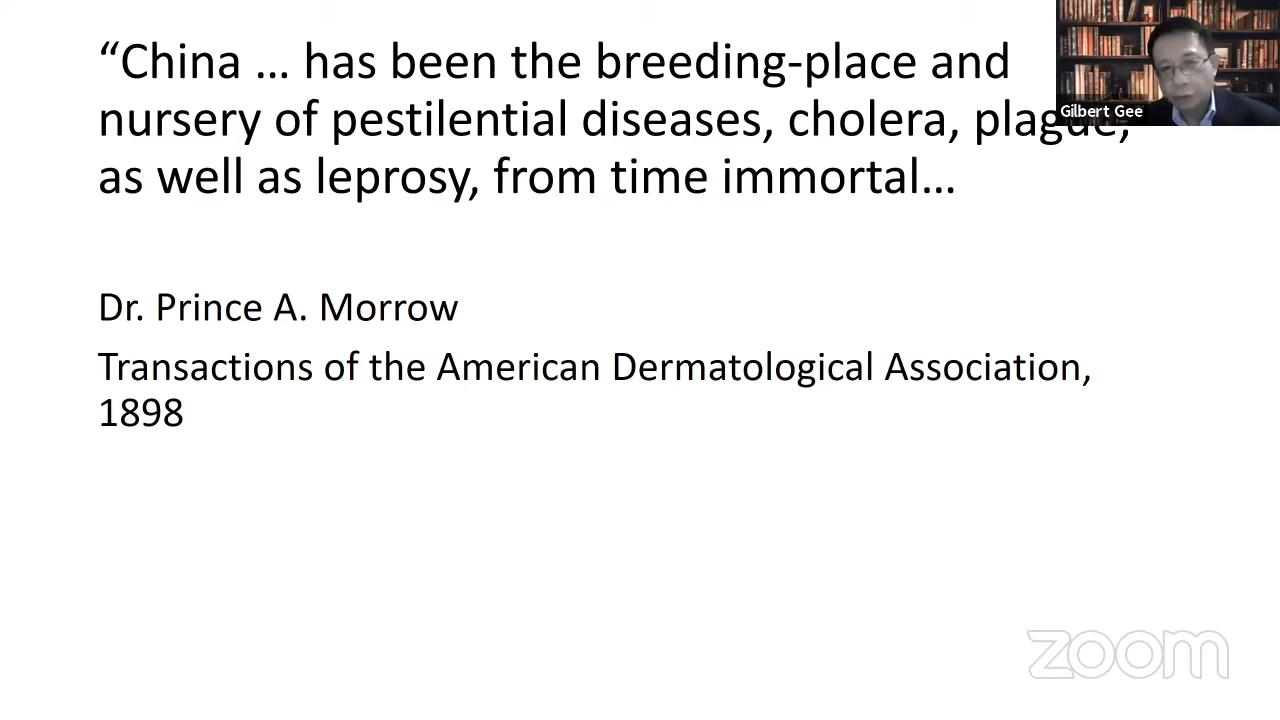 “China … has been the breeding-place and
nursery of pestilential diseases, cholera, plague,
as well as leprosy, from time immortal…
Gilbert Gee
Dr. Prince A. Morrow
Transactions of the American Dermatological Association,
1898
zoom